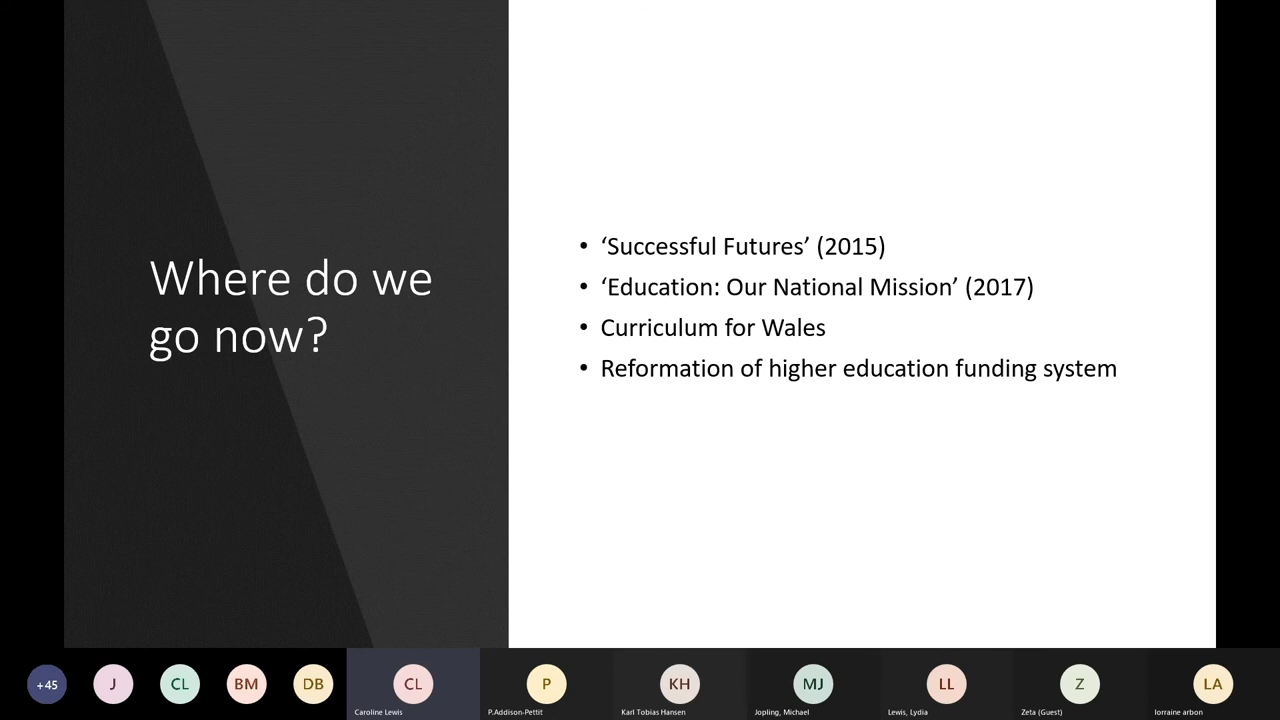 Where do we
go now?
• ‘Successful Futures’ (2015)
• ‘Education: Our National Mission’ (2017)
• Curriculum for Wales
• Reformation of higher education funding system
+45
J
CL
BM
DB
CL
Caroline Lewis
P
P.Addison-Pettit
KH
Karl Tobias Hansen
MJ
Jopling, Michael
LL
Lewis, Lydia
Z
Zeta (Guest)
LA
lorraine arbon